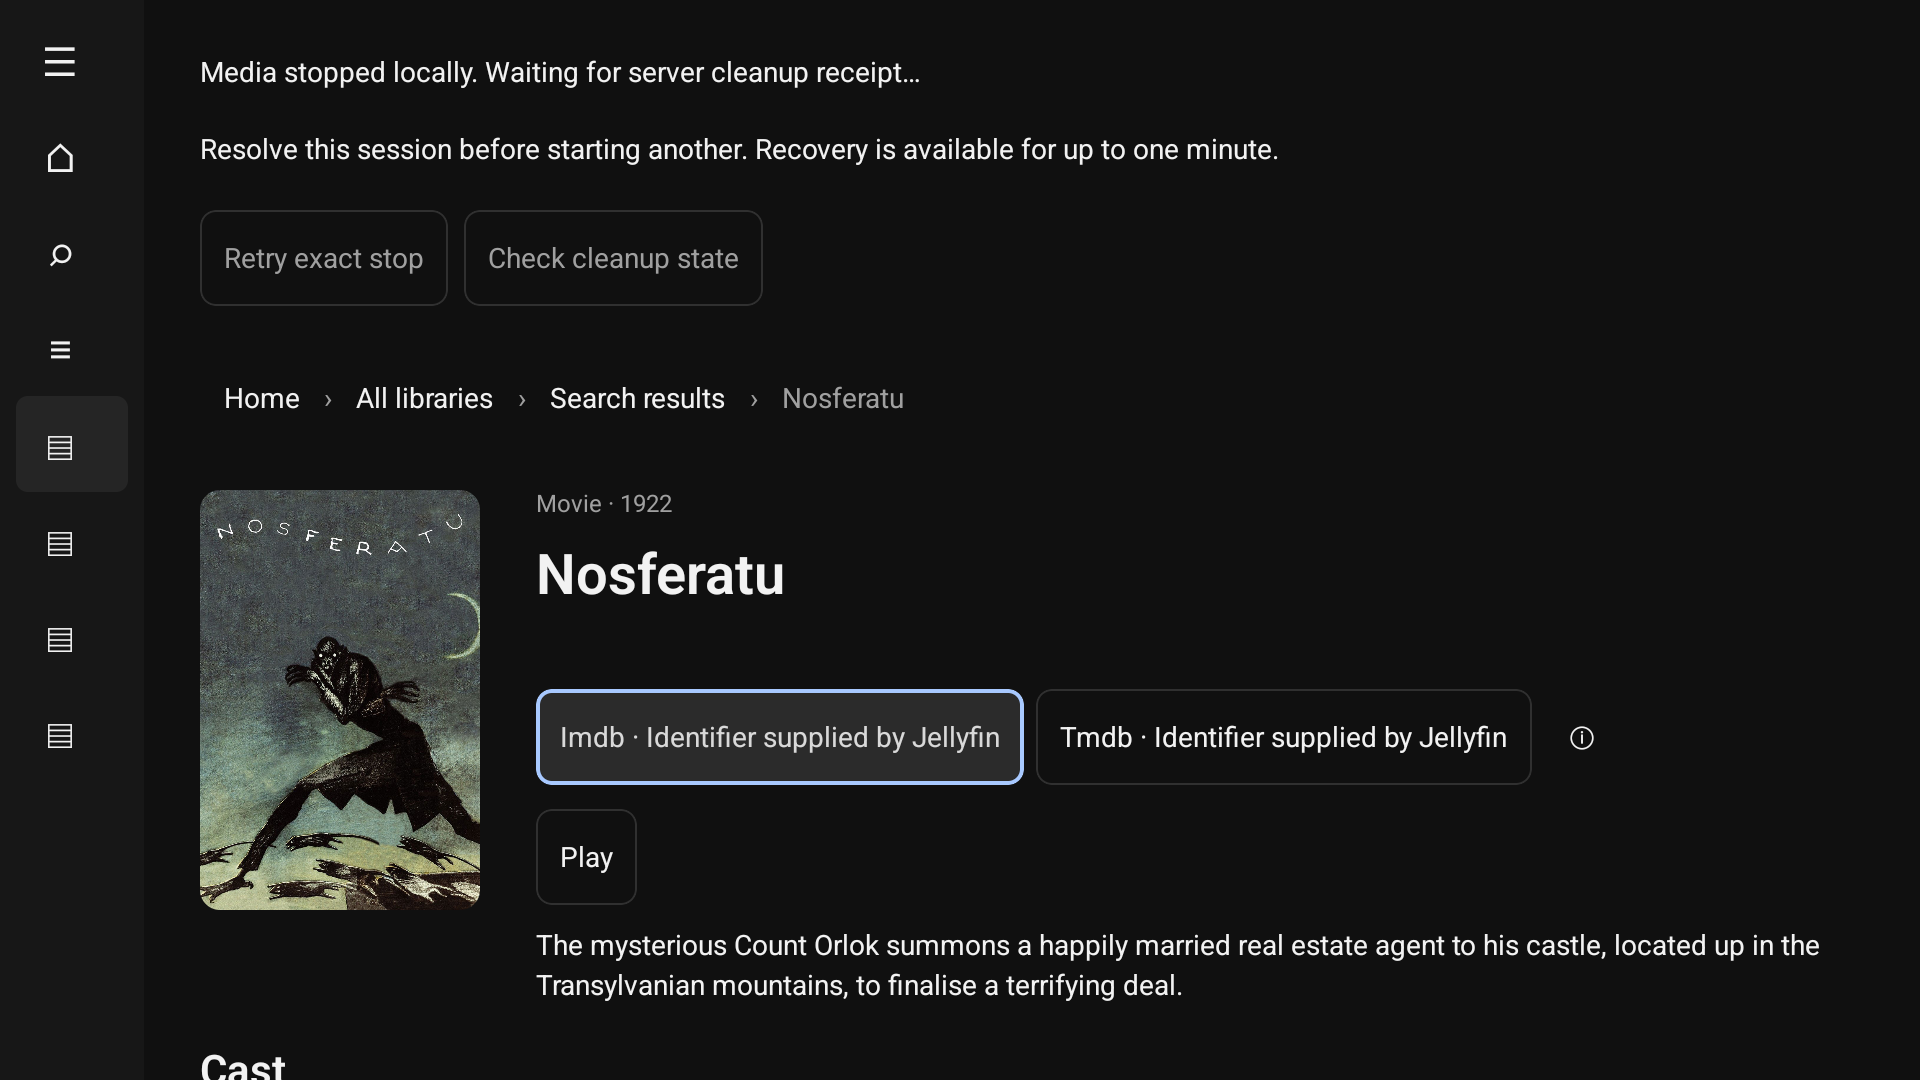 Media stopped locally. Waiting for server cleanup receipt…
Resolve this session before starting another. Recovery is available for up to one minute.
Retry exact stop
Check cleanup state
Home › All libraries › Search results › Nosferatu
NOSFERATU
Movie · 1922
Nosferatu
Imdb · Identifier supplied by Jellyfin
Tmdb · Identifier supplied by Jellyfin
Play
The mysterious Count Orlok summons a happily married real estate agent to his castle, located up in the
Transylvanian mountains, to finalise a terrifying deal.
Cast